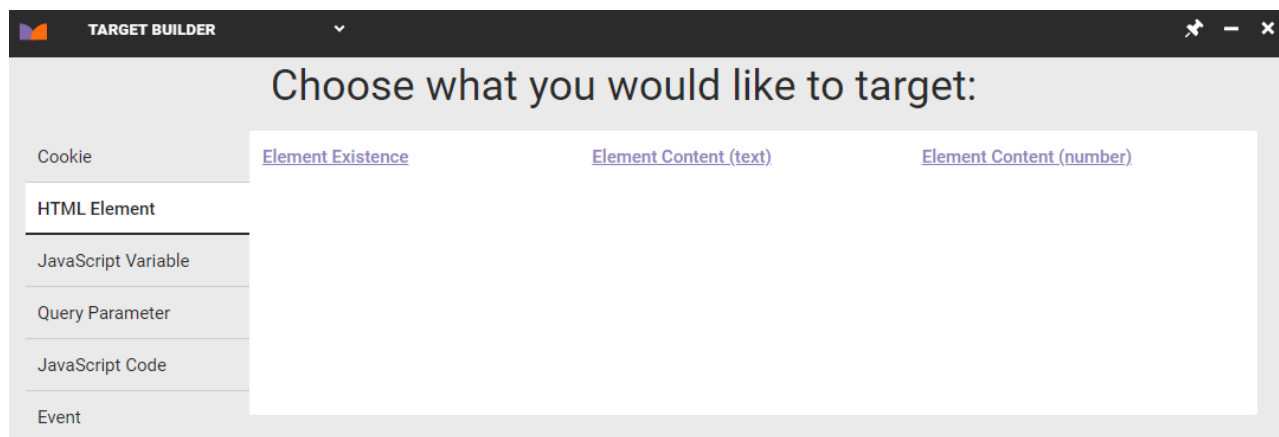 TARGET BUILDER
Choose what you would like to target:
Cookie
Element Existence
Element Content (text)
Element Content (number)
HTML Element
JavaScript Variable
Query Parameter
JavaScript Code
Event